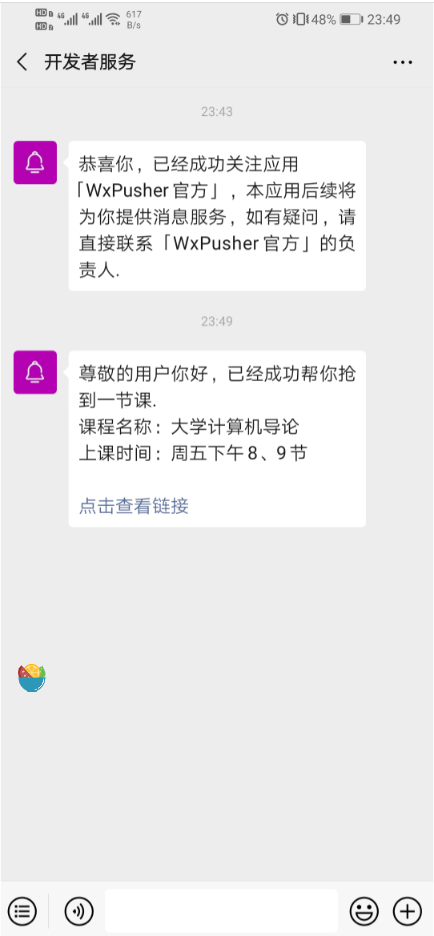 HD B 4G 4G 617 B/s 48% 23:49
HD B
开发者服务
23:43
恭喜你，已经成功关注应用
「WxPusher官方」，本应用后续将
为你提供消息服务，如有疑问，请
直接联系「WxPusher官方」的负
责人.
23:49
尊敬的用户你好，已经成功帮你抢
到一节课.
课程名称：大学计算机导论
上课时间：周五下午8、9节
点击查看链接